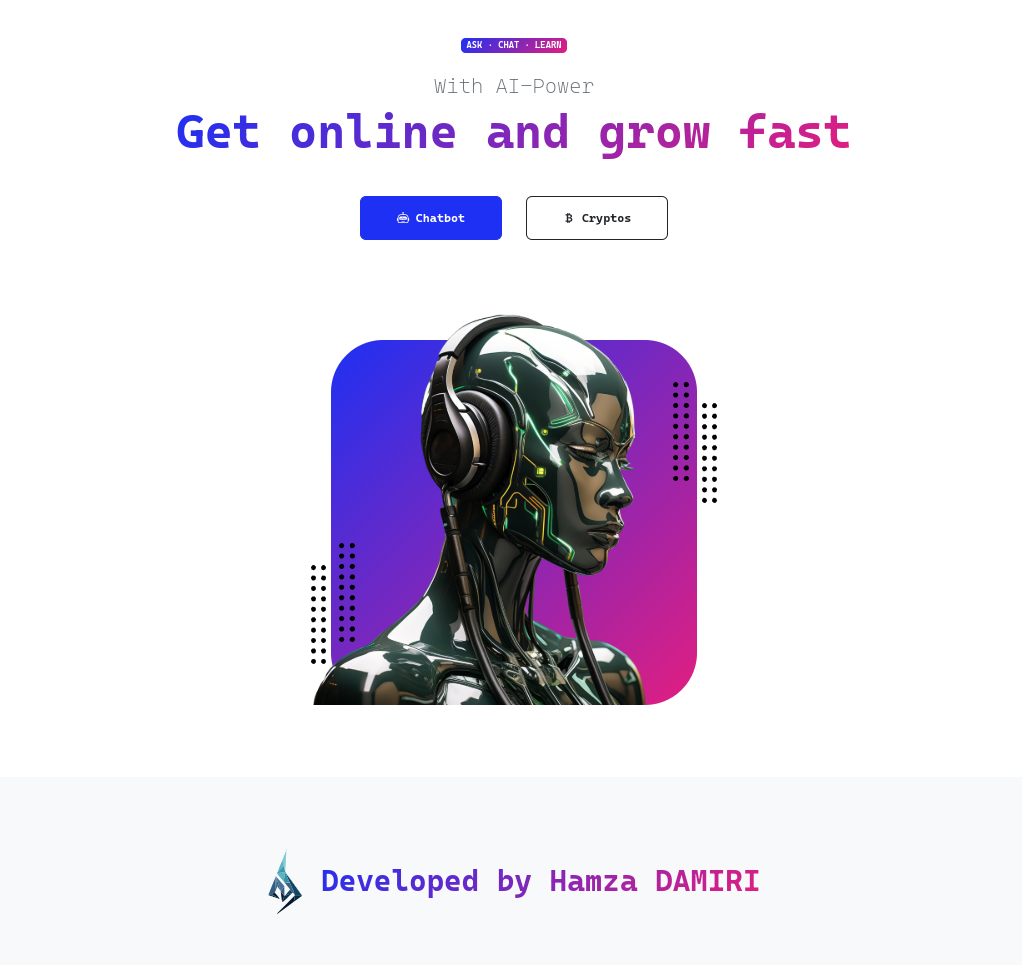 ASK · CHAT · LEARN
With AI-Power
Get online and grow fast
Chatbot
Cryptos
Developed by Hamza DAMIRI